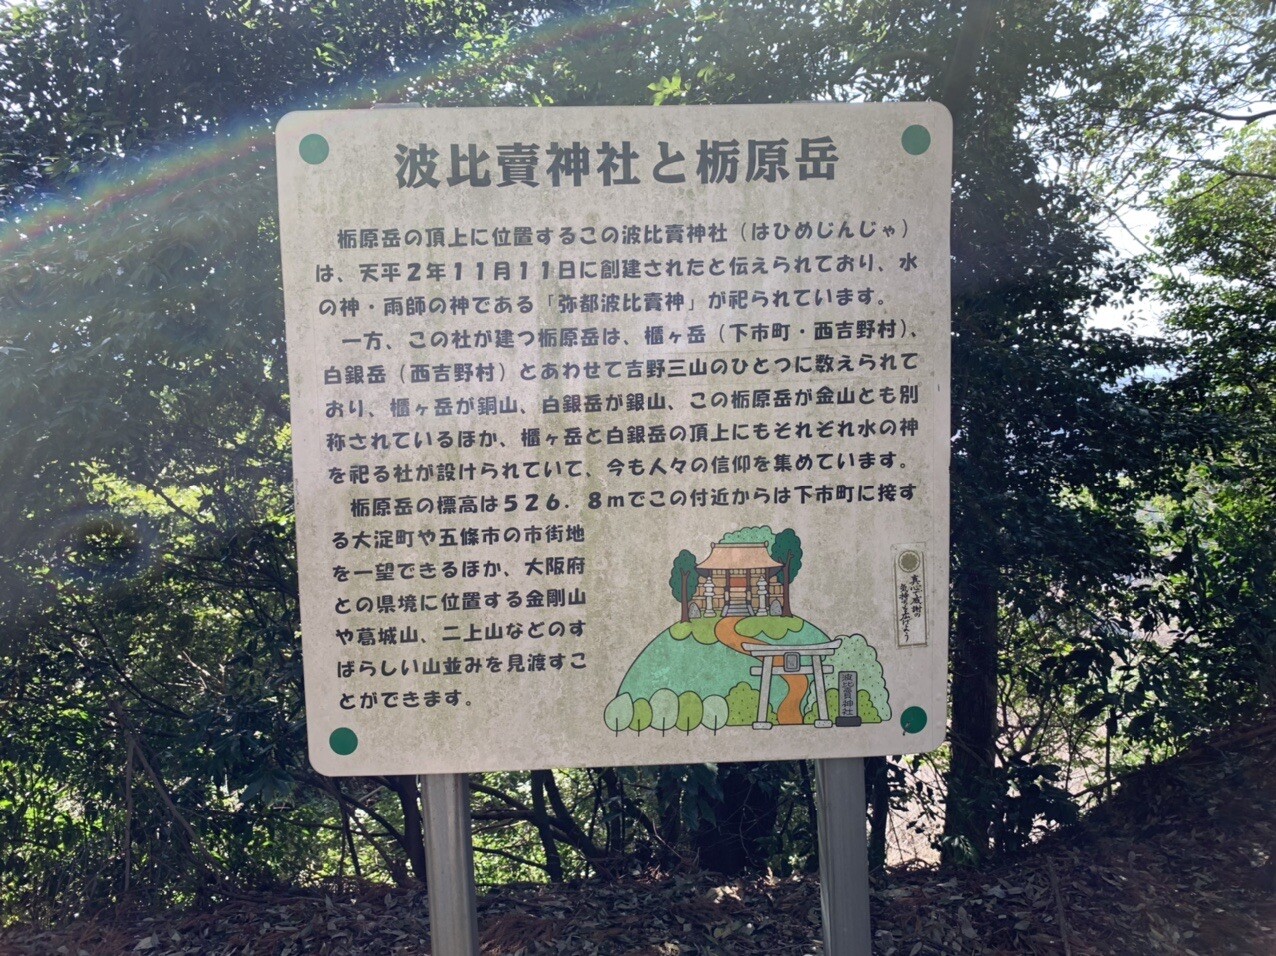 波比賣神社と栃原岳
栃原岳の頂上に位置するこの波比賣神社(はひめじんじゃ)
は、天平2年11月11日に創建されたと伝えられており、水
の神・雨師の神である「弥都波比賣神」が祀られています。
一方、この社が建つ栃原岳は、櫃ヶ岳(下市町・西吉野村)、
白銀岳(西吉野村)とあわせて吉野三山のひとつに数えられて
おり、櫃ヶ岳が銅山、白銀岳が銀山、この栃原岳が金山とも別
称されているほか、櫃ヶ岳と白銀岳の頂上にもそれぞれ水の神
を祀る社が設けられていて、今も人々の信仰を集めています。
栃原岳の標高は526.8mでこの付近からは下市町に接す
る大淀町や五條市の市街地
を一望できるほか、大阪府
との県境に位置する金剛山
や葛城山、二上山などのす
ばらしい山並みを見渡すこ
とができます。
波比賣神社